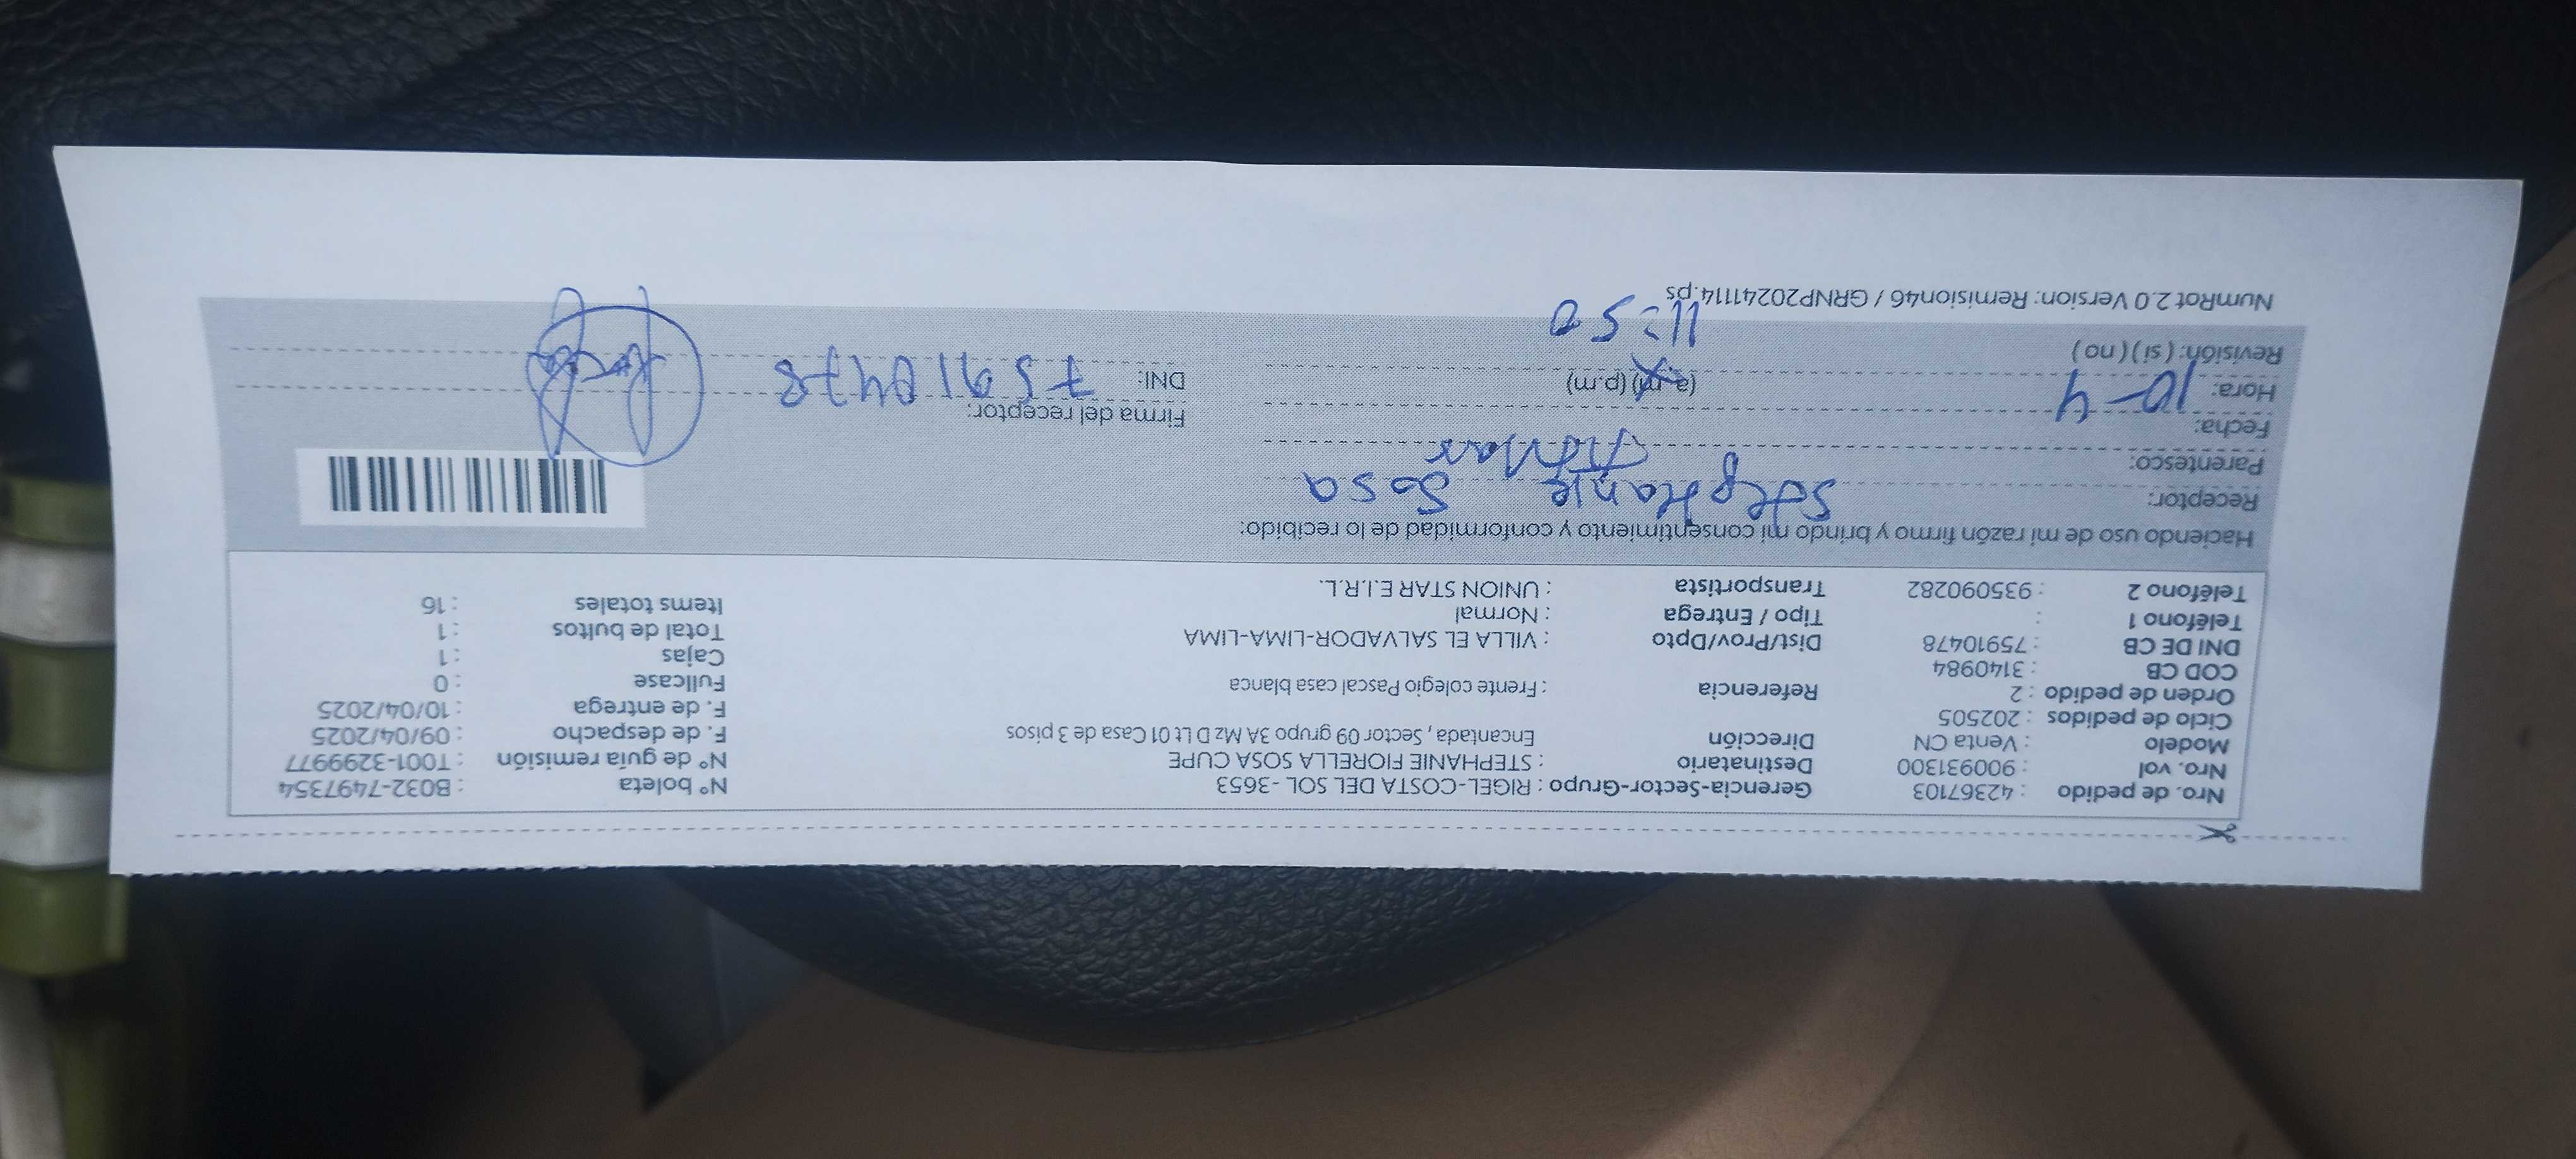 Nro. de pedido : 42367103 Gerencia-Sector-Grupo : RIGEL-COSTA DEL SOL -3653 N° boleta : B032-7497354
Nro. vol : 900931300 Destinatario : STEPHANIE FIORELLA SOSA CUPE N° de guía remisión : T001-3299977
Modelo : Venta CN Dirección Encantada , Sector 09 grupo 3A Mz D Lt 01 Casa de 3 pisos F. de despacho : 09/04/2025
Ciclo de pedidos : 202505 F. de entrega : 10/04/2025
Orden de pedido : 2 Referencia : Frente colegio Pascal casa blanca Fullcase : 0
COD CB : 3140984 Cajas : 1
DNI DE CB : 75910478 Dist/Prov/Dpto : VILLA EL SALVADOR-LIMA-LIMA Total de bultos : 1
Teléfono 1 : Tipo / Entrega : Normal Items totales : 16
Teléfono 2 : 935090282 Transportista : UNION STAR E.I.R.L.
Haciendo uso de mi razón firmo y brindo mi consentimiento y conformidad de lo recibido:
Receptor: Stephanie Sosa
Parentesco:
Fecha: 10-4 Firma del receptor:
Hora: (a.m) (p.m) DNI: 75910478
Revisión: ( si ) ( no ) 11:50
NumRot 2.0 Version: Remision46 / GRNP20241114.ps